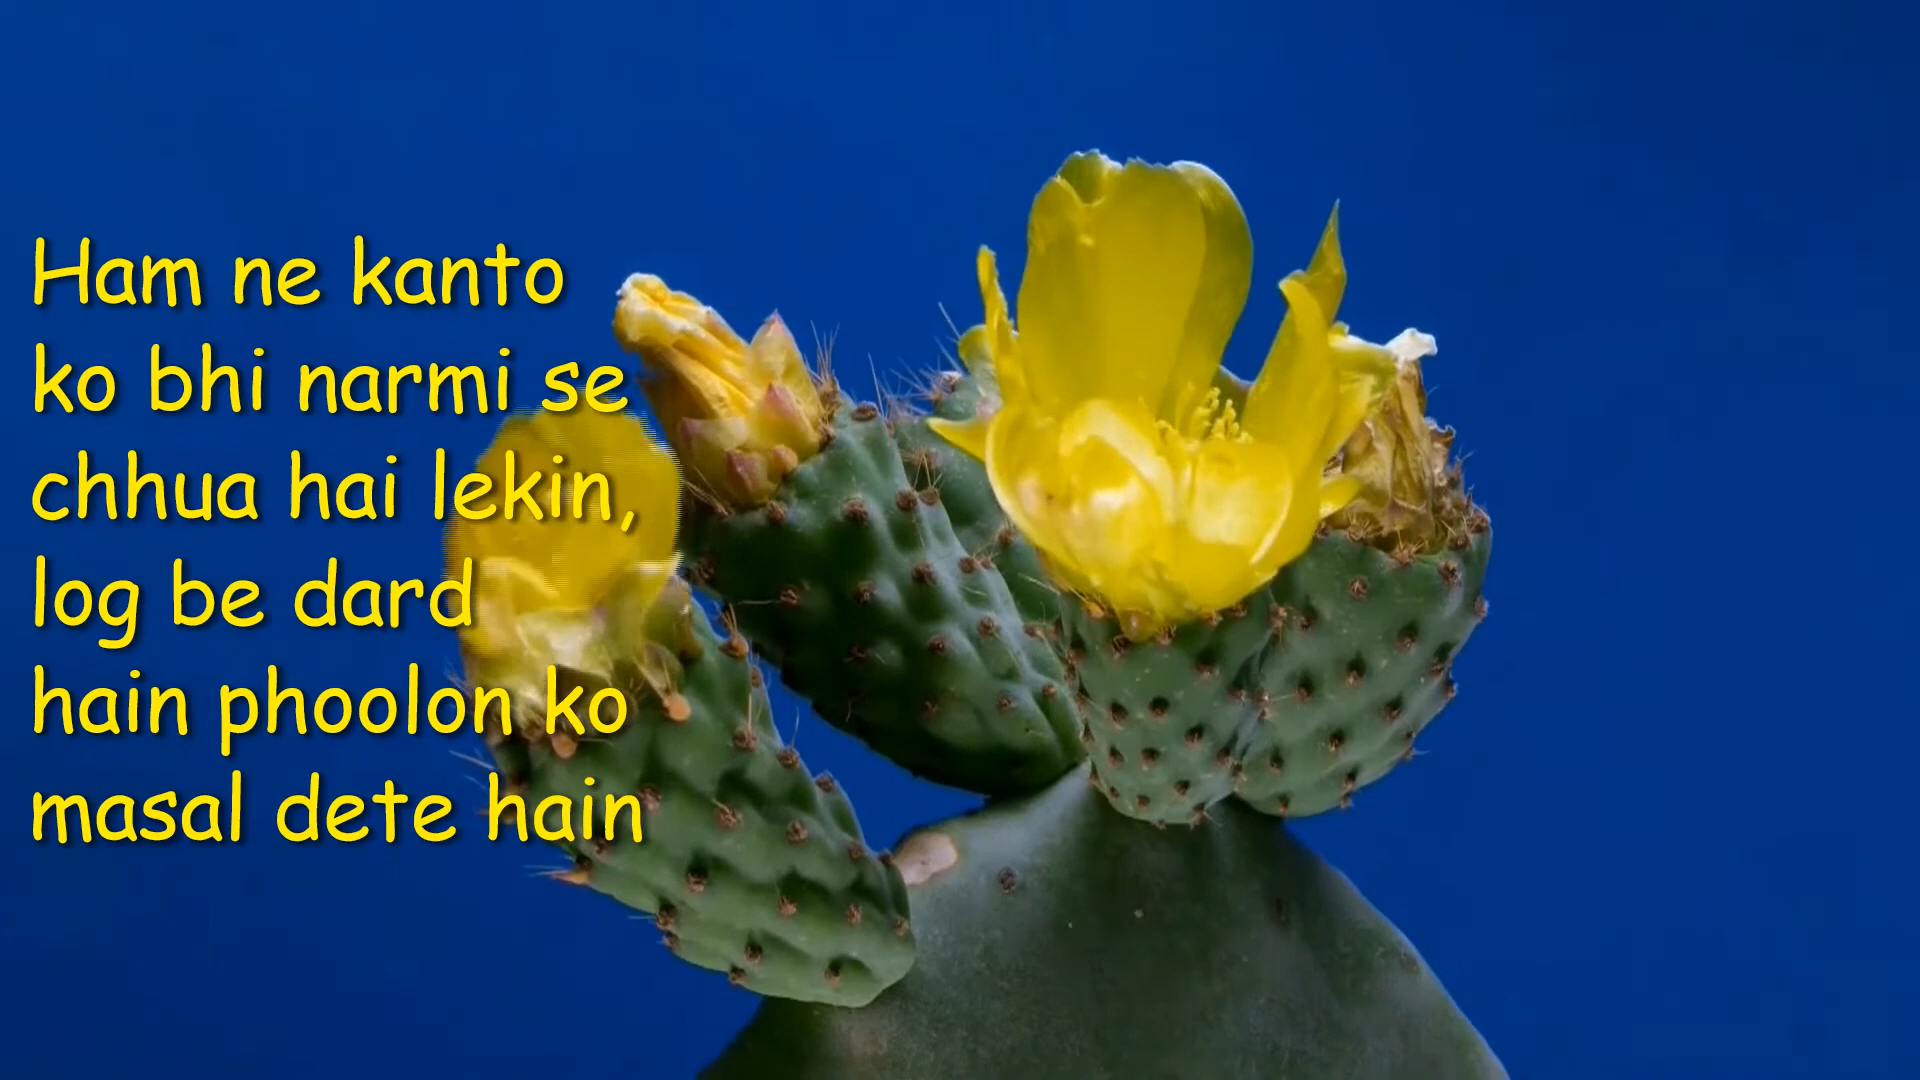 Ham ne kanto
ko bhi narmi se
chhua hai lekin,
log be dard
hain phoolon ko
masal dete hain